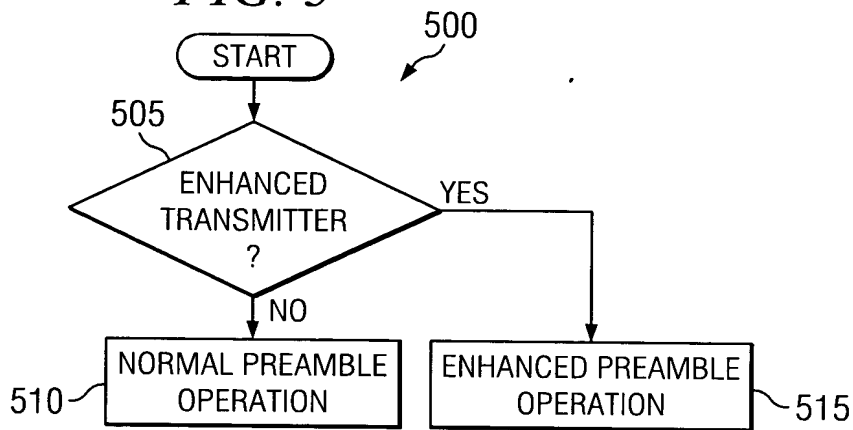 500
START
505
ENHANCED
TRANSMITTER
?
YES
NO
NORMAL PREAMBLE
OPERATION
510
ENHANCED PREAMBLE
OPERATION
515